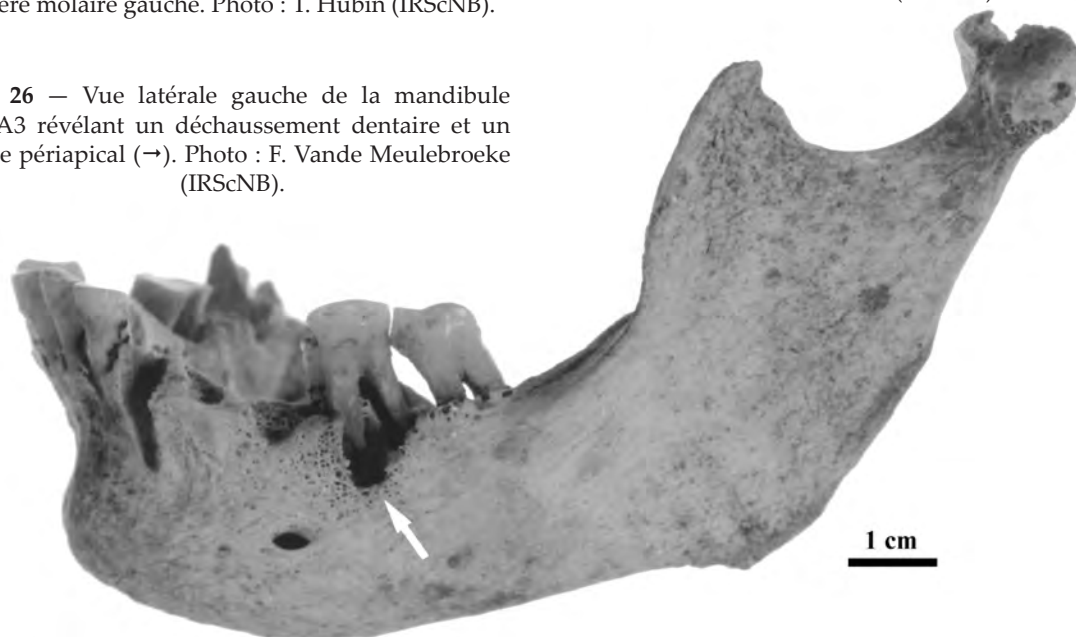 ère molaire gauche. Photo : T. Hubin (IRScNB).
26 — Vue latérale gauche de la mandibule
A3 révélant un déchaussement dentaire et un
e périapical (→). Photo : F. Vande Meulebroeke
(IRScNB).
1 cm